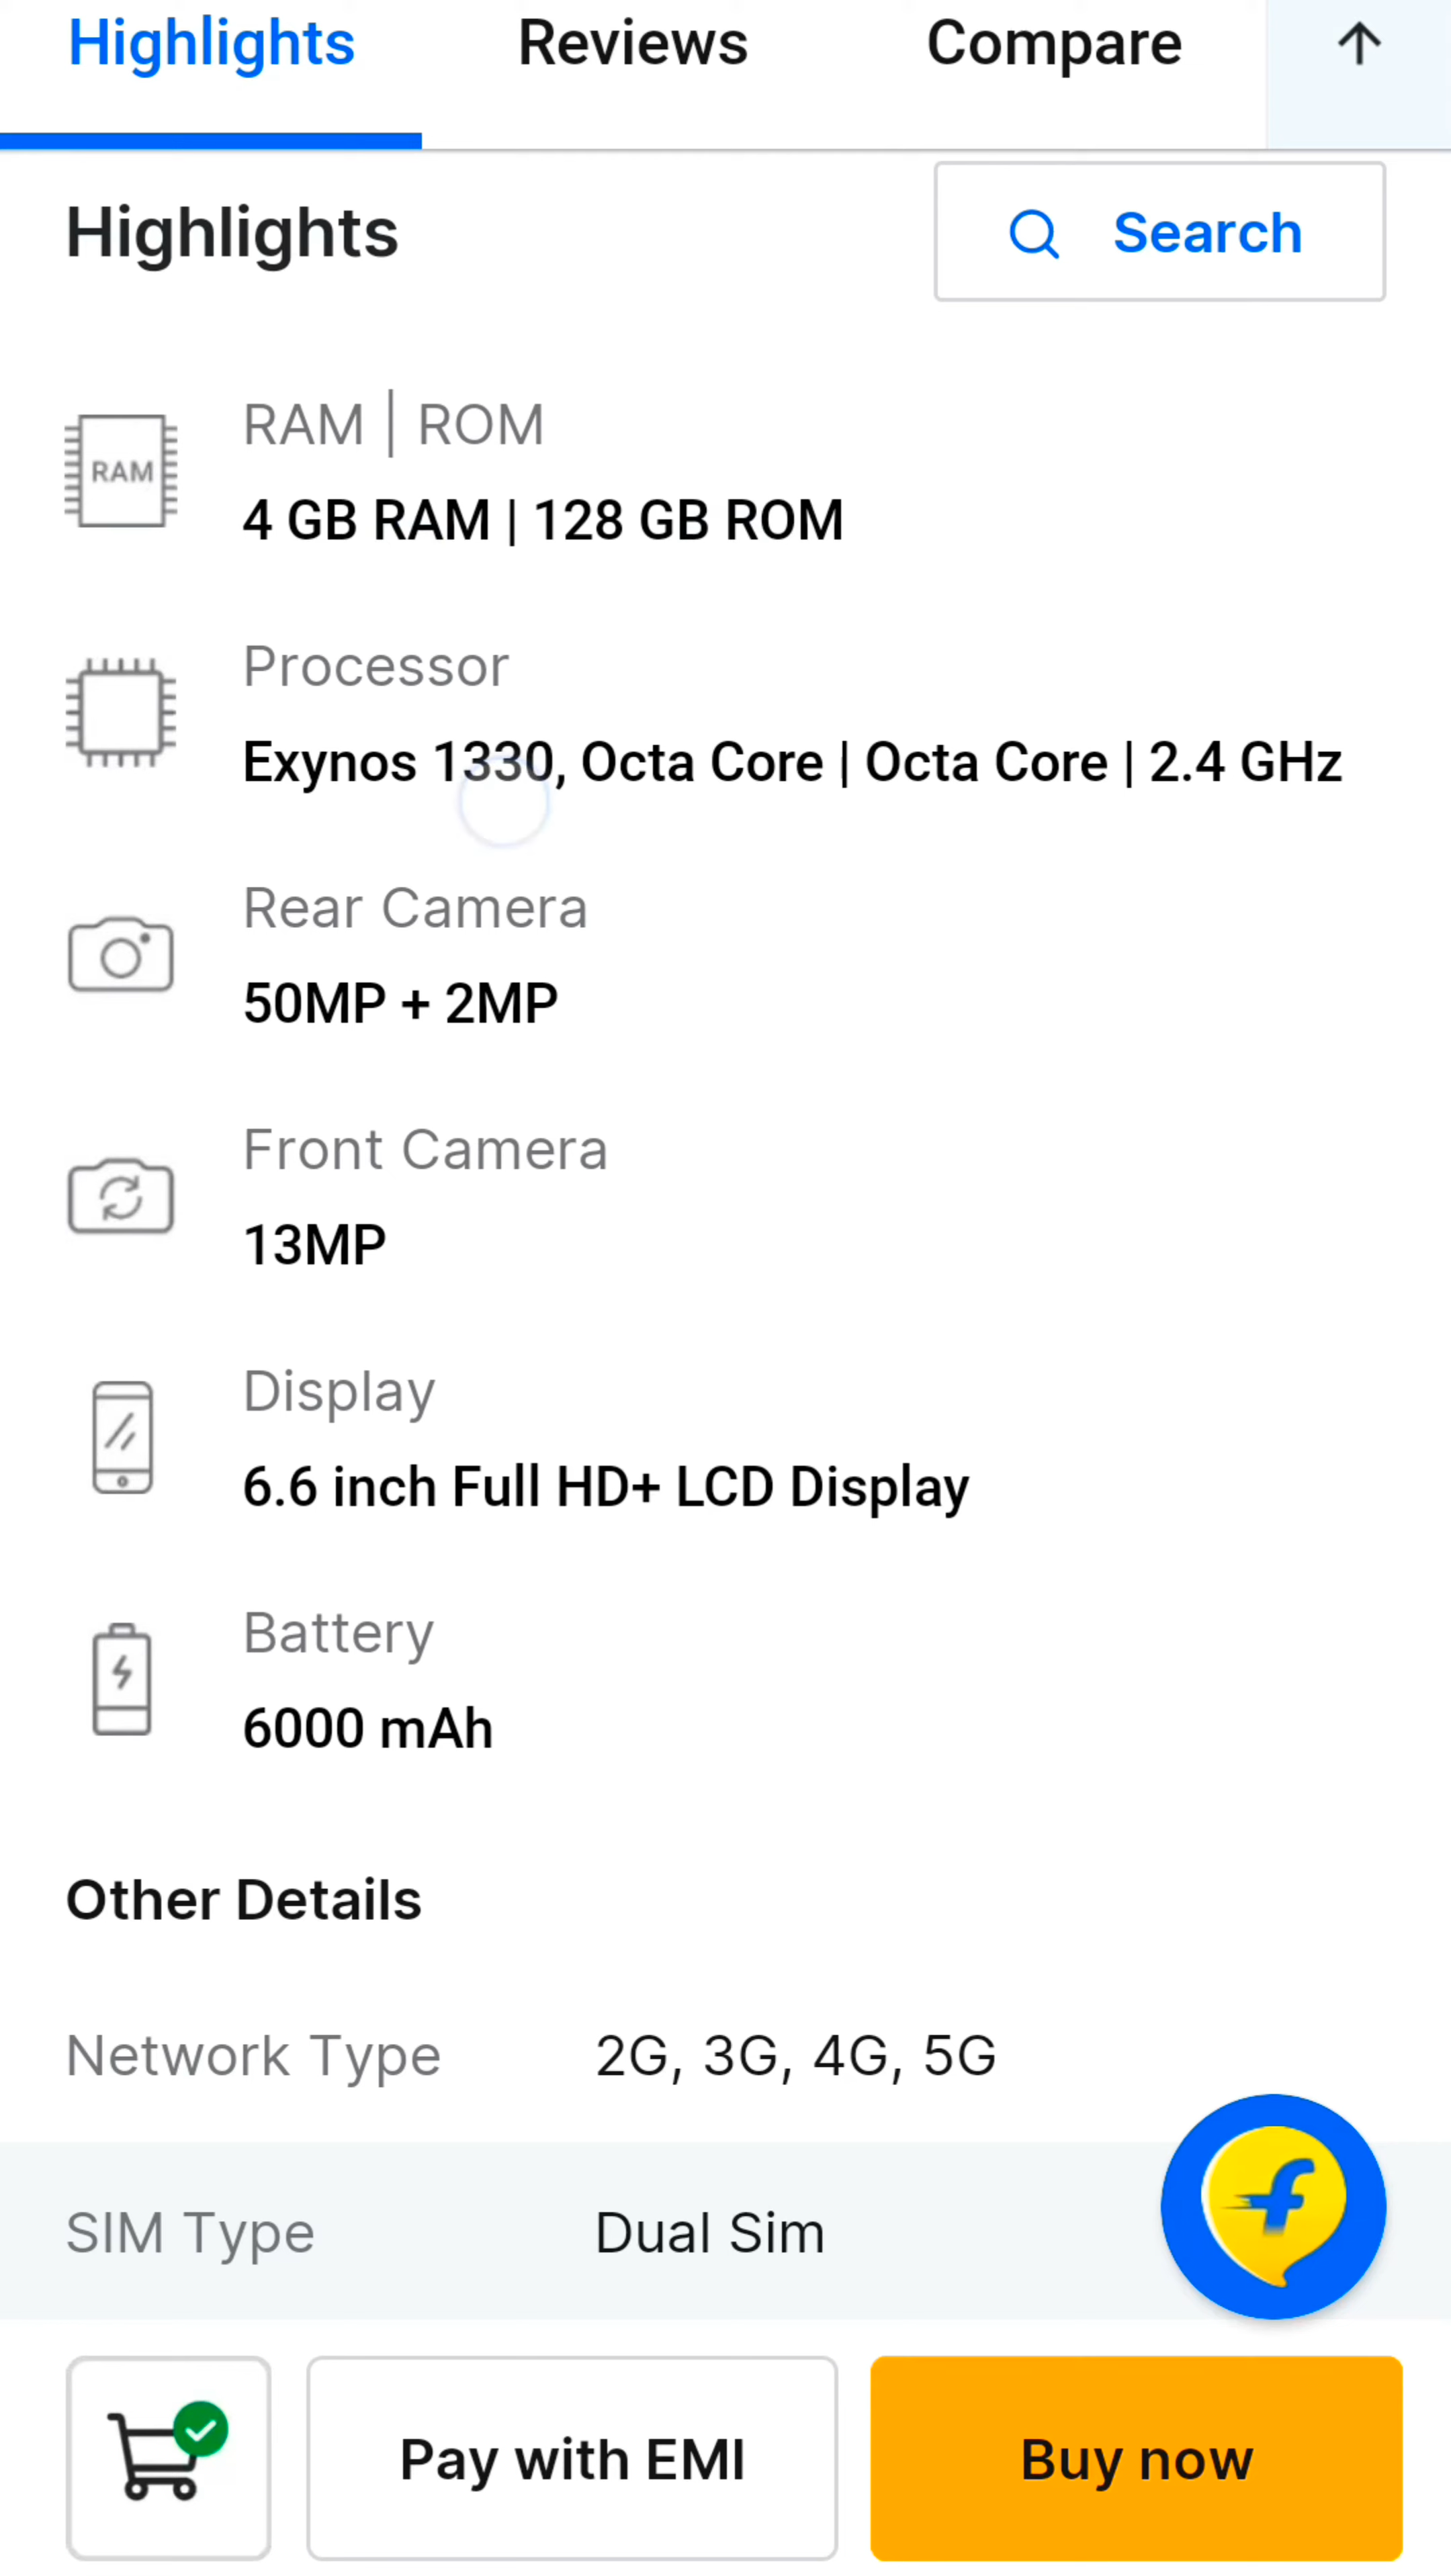 Highlights Reviews Compare
Highlights
Search
RAM | ROM
RAM
4 GB RAM | 128 GB ROM
Processor
Exynos 1330, Octa Core | Octa Core | 2.4 GHz
Rear Camera
50MP + 2MP
Front Camera
13MP
Display
6.6 inch Full HD+ LCD Display
Battery
6000 mAh
Other Details
Network Type 2G, 3G, 4G, 5G
f
SIM Type Dual Sim
Pay with EMI
Buy now